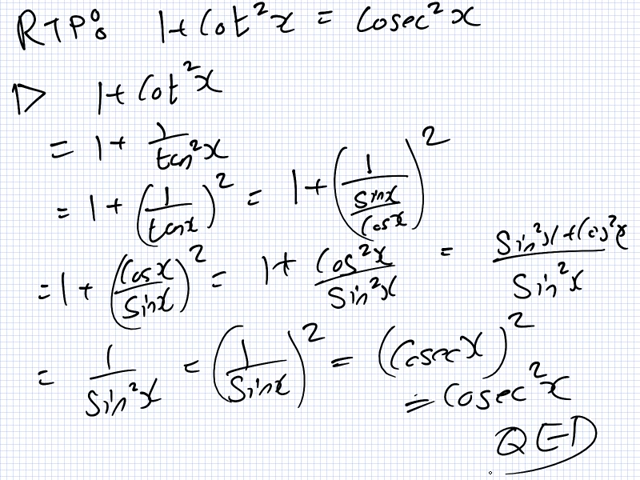 RTP: 1 + Cot²x = Cosec²x
▷ 1 + Cot²x
= 1 + 1/tan²x
= 1 + (1/tanx)² = 1 + (1/(Sinx/Cosx))²
= 1 + (Cosx/Sinx)² = 1 + Cos²x/Sin²x = (Sin²x + Cos²x)/Sin²x
= 1/Sin²x = (1/Sinx)² = (Cosecx)²
= Cosec²x
QED